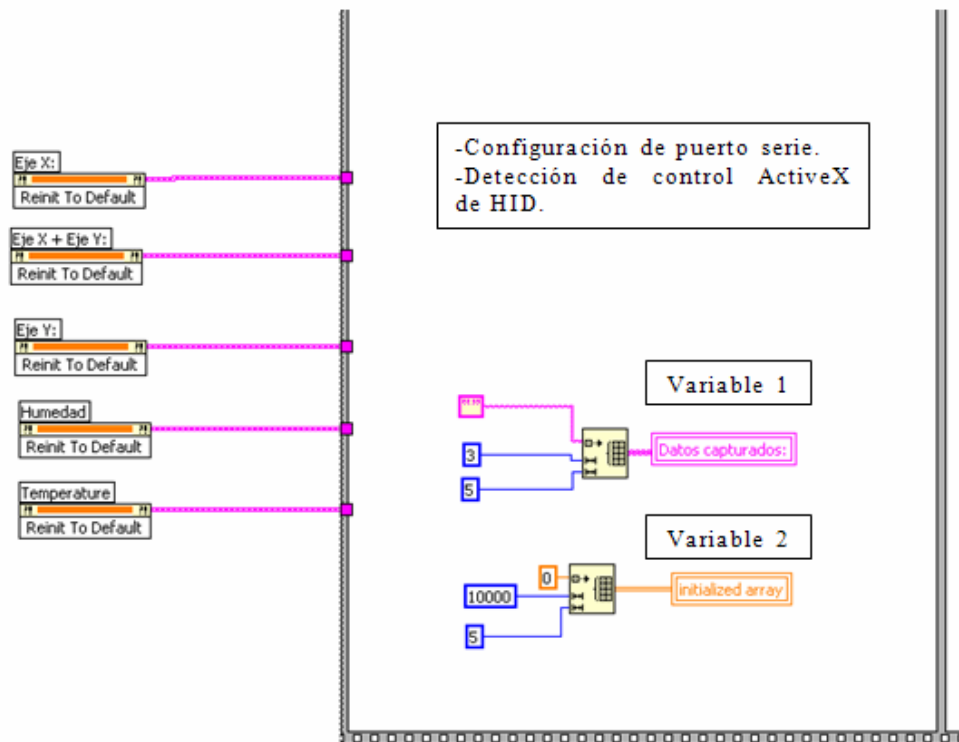 -Configuración de puerto serie.
-Detección de control ActiveX
de HID.
Eje X:
Reinit To Default
Eje X + Eje Y:
Reinit To Default
Eje Y:
Reinit To Default
Humedad
Reinit To Default
Temperature
Reinit To Default
Variable 1
3
5
Datos capturados:
Variable 2
0
10000
5
initialized array